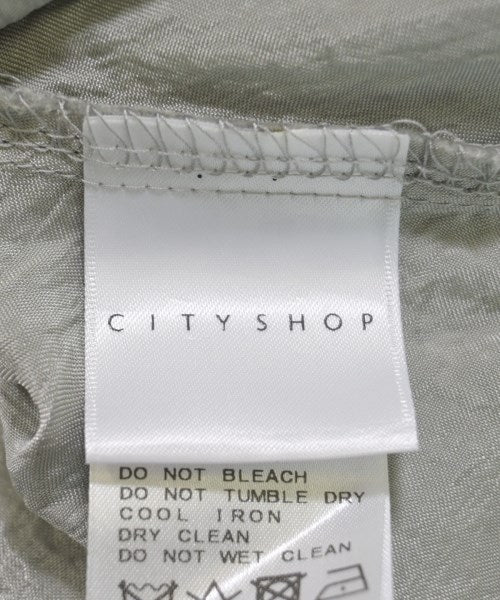 CITYSHOP
DO NOT BLEACH
DO NOT TUMBLE DRY
COOL IRON
DRY CLEAN
DO NOT WET CLEAN